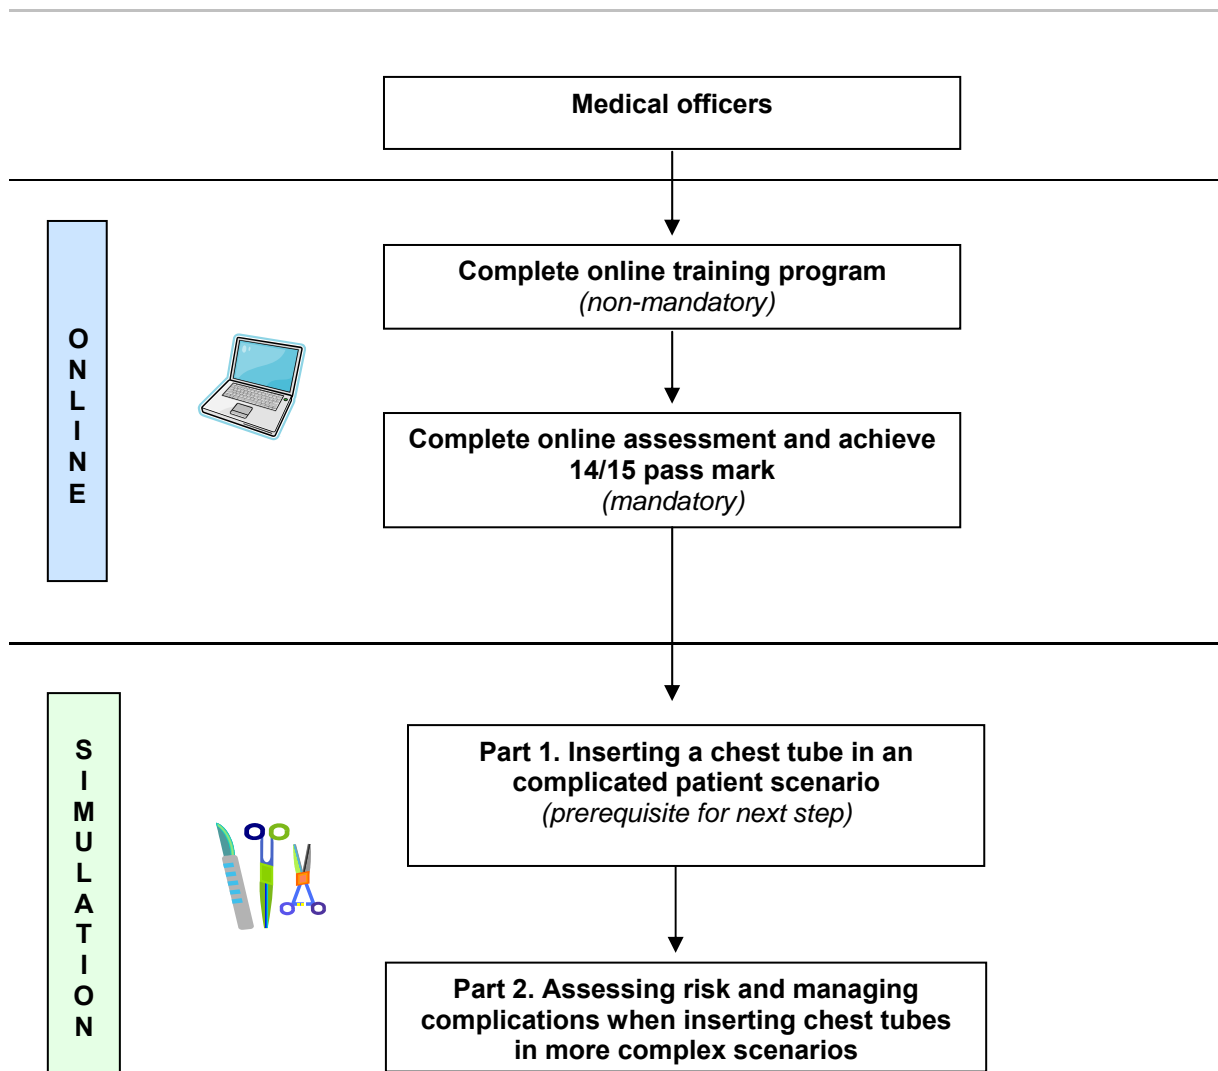 Medical officers
Complete online training program
(non-mandatory)
ONLINE
Complete online assessment and achieve
14/15 pass mark
(mandatory)
SIMULATION
Part 1. Inserting a chest tube in an
complicated patient scenario
(prerequisite for next step)
Part 2. Assessing risk and managing
complications when inserting chest tubes
in more complex scenarios